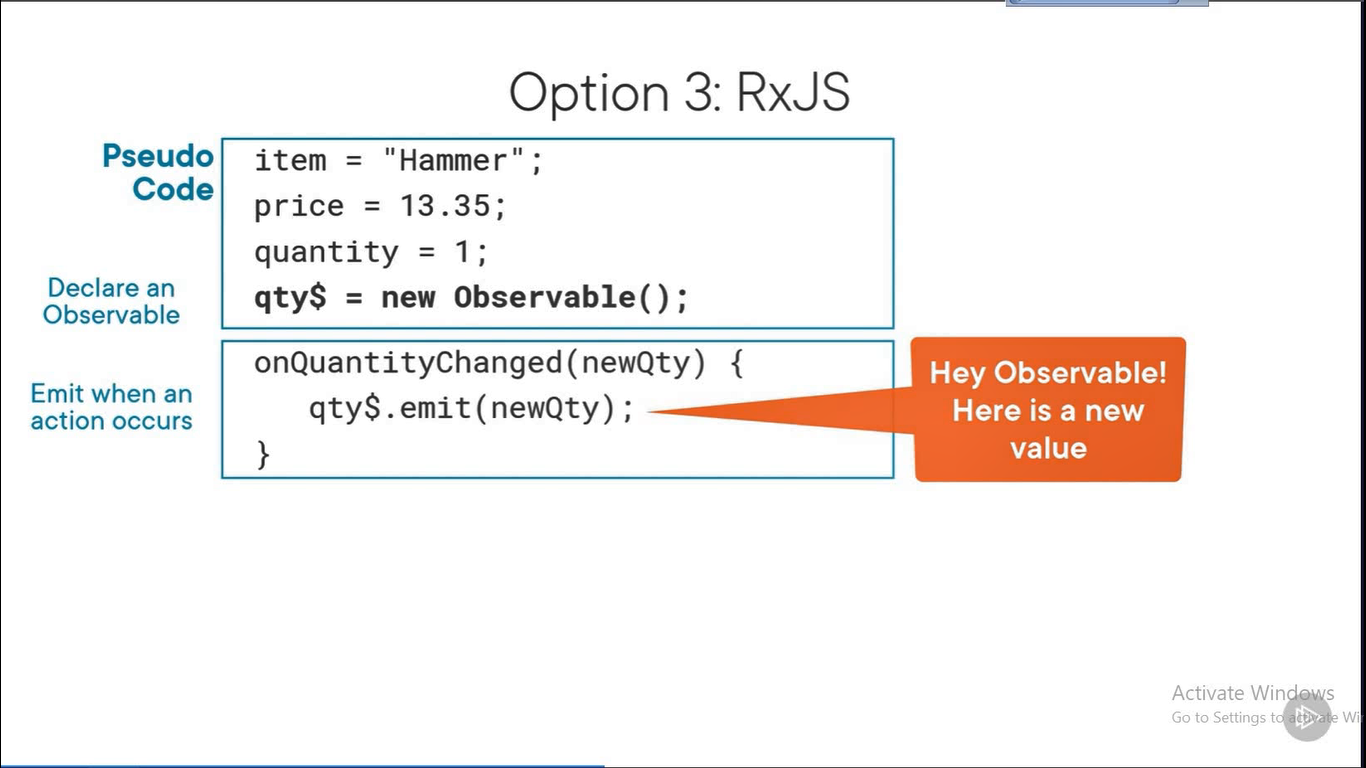 Option 3: RxJS
Pseudo
Code
item = "Hammer";
price = 13.35;
quantity = 1;
Declare an
Observable
qty$ = new Observable();
onQuantityChanged(newQty) {
Emit when an
action occurs
qty$.emit(newQty);
}
Hey Observable!
Here is a new
value
Activate Windows
Go to Settings to activate